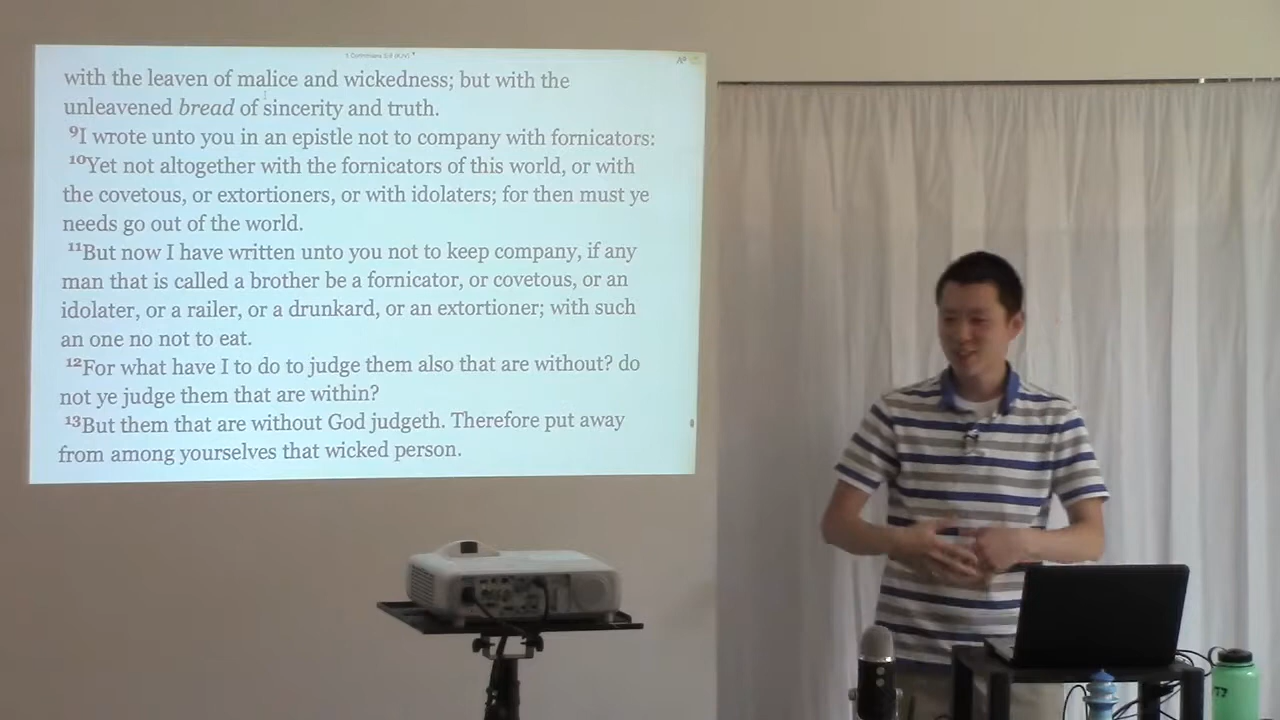 1 Corinthians 5:8 (KJV)
with the leaven of malice and wickedness; but with the
unleavened bread of sincerity and truth.
9I wrote unto you in an epistle not to company with fornicators:
10Yet not altogether with the fornicators of this world, or with
the covetous, or extortioners, or with idolaters; for then must ye
needs go out of the world.
11But now I have written unto you not to keep company, if any
man that is called a brother be a fornicator, or covetous, or an
idolater, or a railer, or a drunkard, or an extortioner; with such
an one no not to eat.
12For what have I to do to judge them also that are without? do
not ye judge them that are within?
13But them that are without God judgeth. Therefore put away
from among yourselves that wicked person.